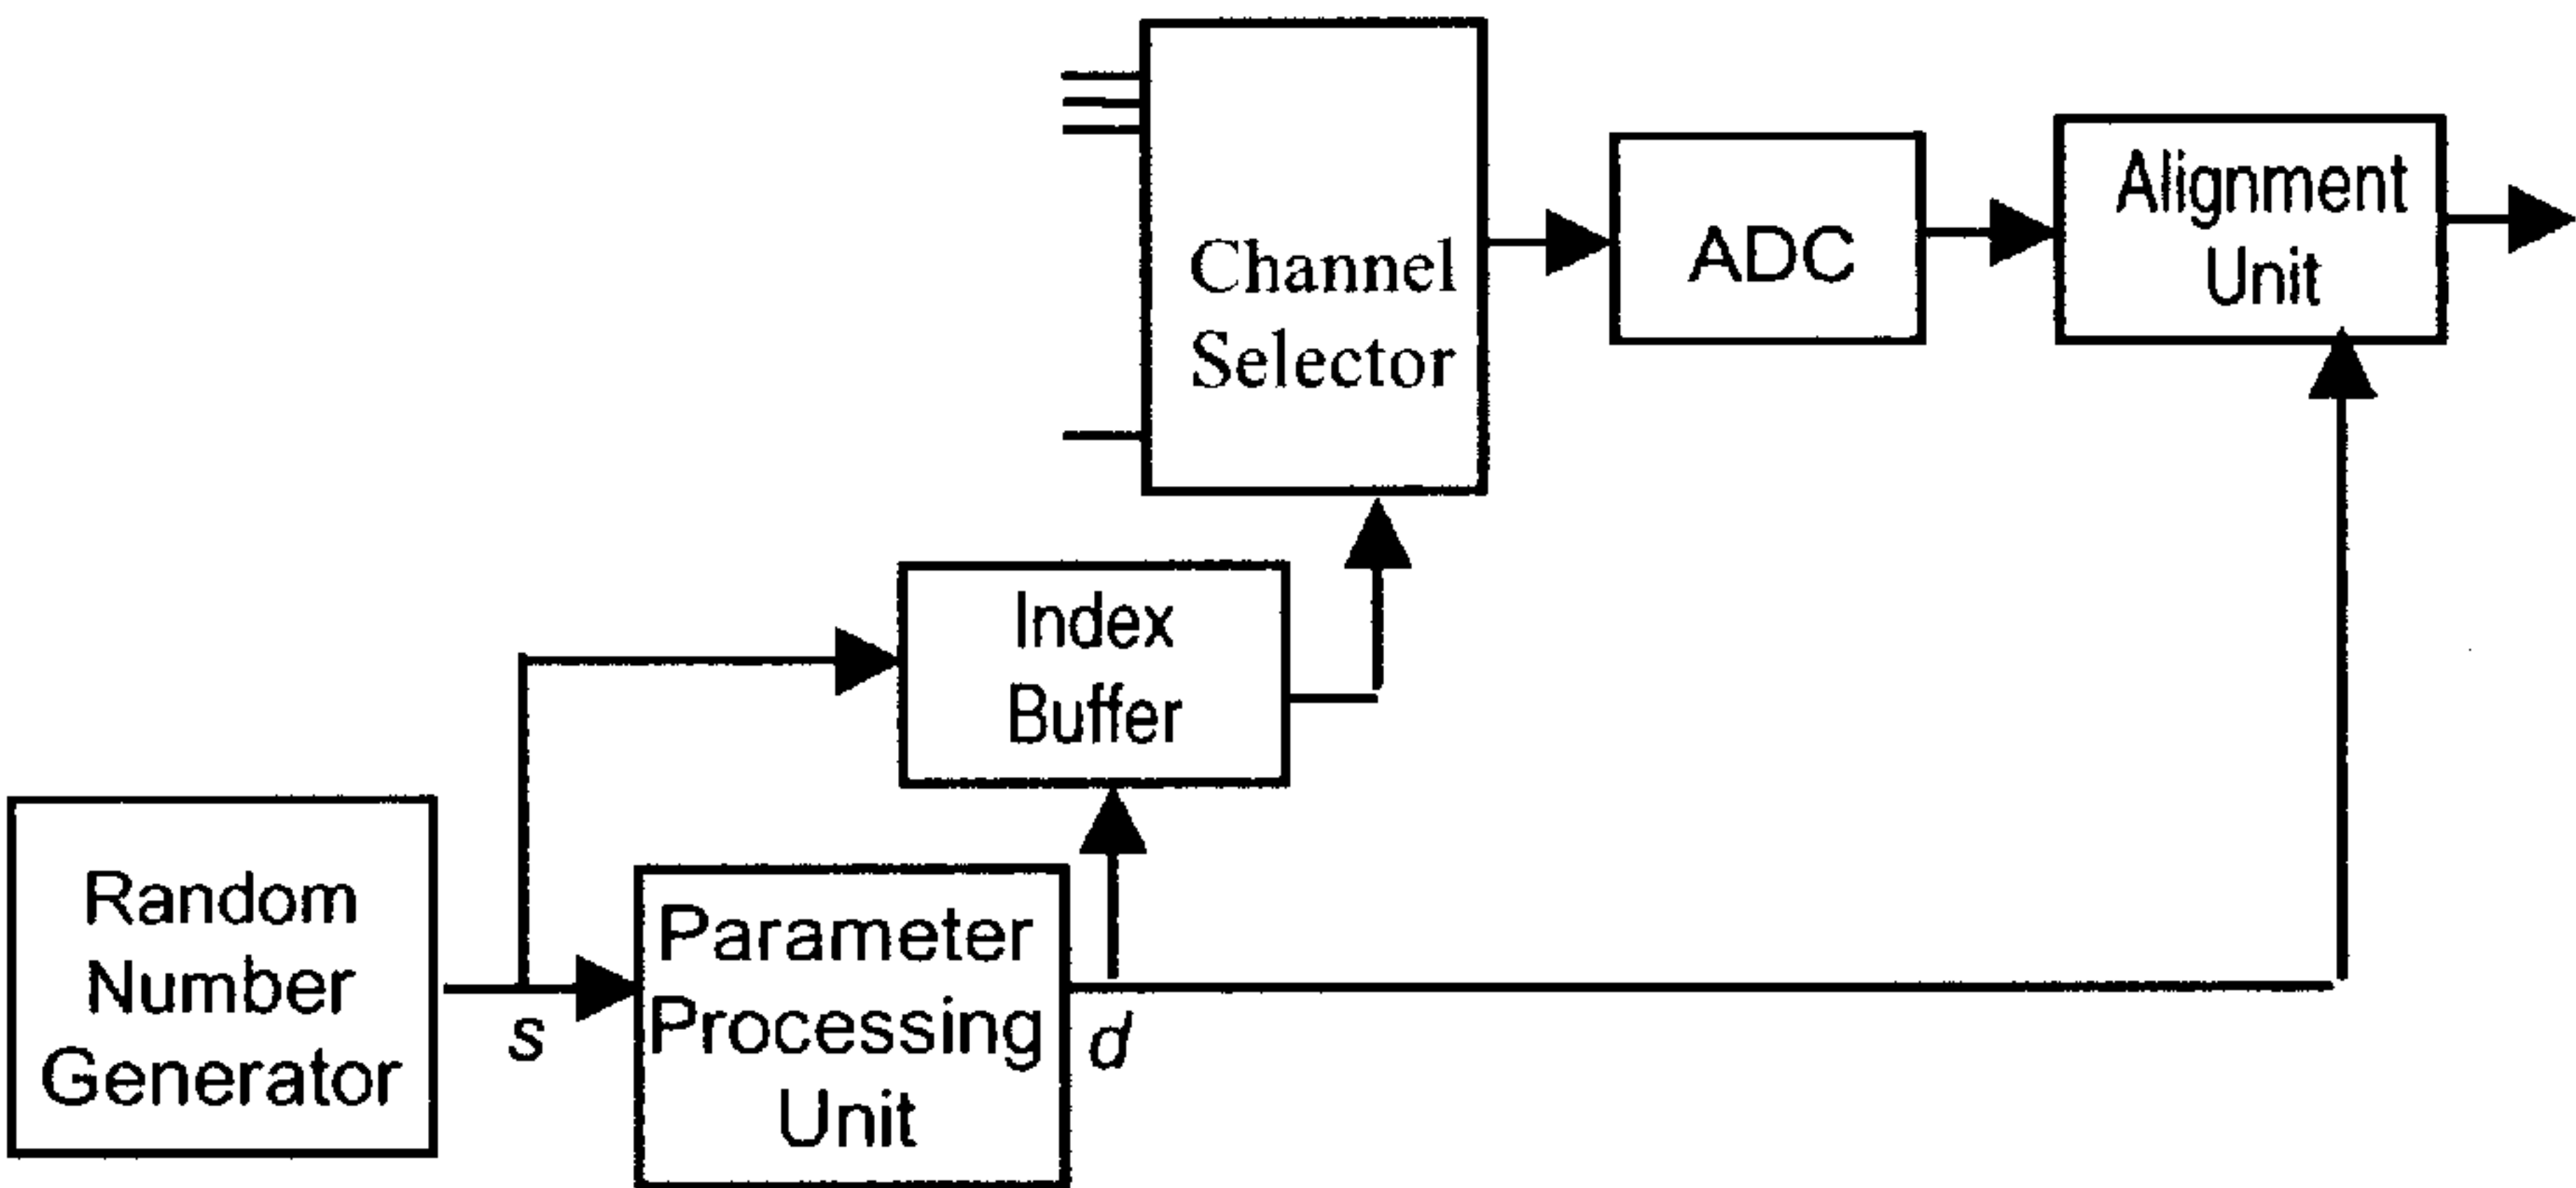 Channel
Selector
ADC
Alignment
Unit
Index
Buffer
Random
Number
Generator
s
Parameter
Processing
Unit
d